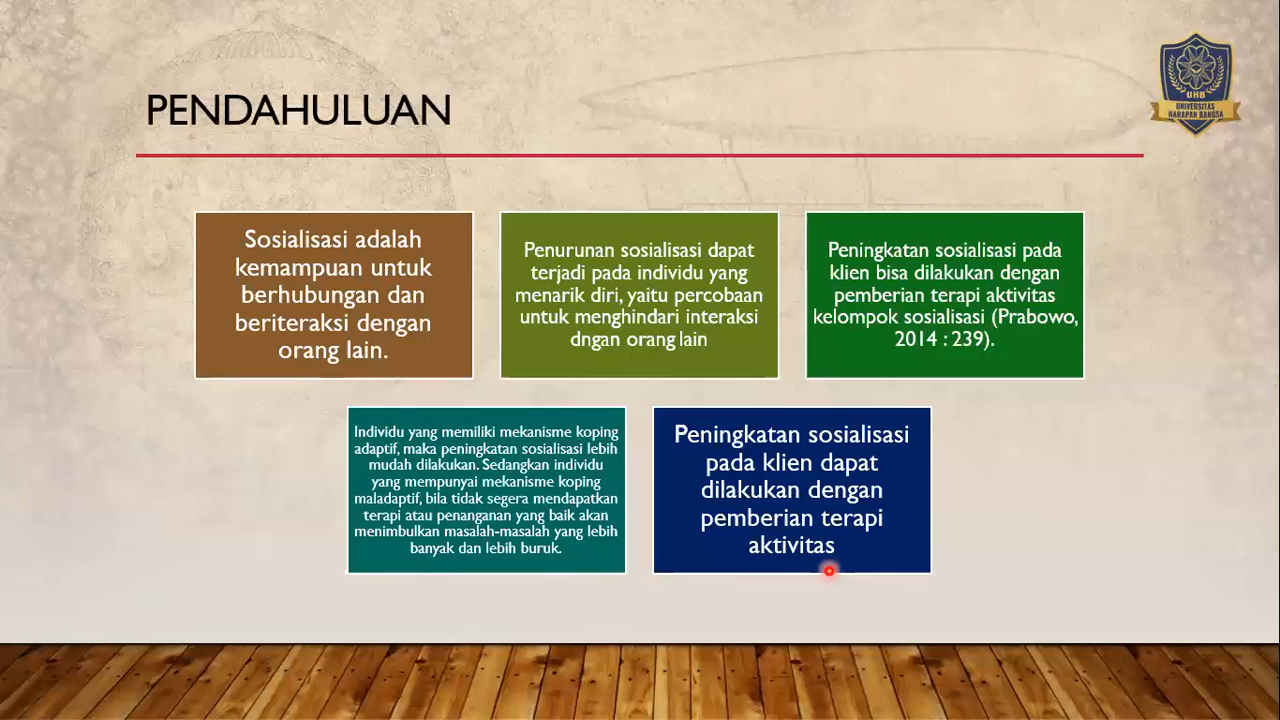 PENDAHULUAN
UHB
UNIVERSITAS
HARAPAN BANGSA
Sosialisasi adalah
kemampuan untuk
berhubungan dan
beriteraksi dengan
orang lain.
Penurunan sosialisasi dapat
terjadi pada individu yang
menarik diri, yaitu percobaan
untuk menghindari interaksi
dngan orang lain
Peningkatan sosialisasi pada
klien bisa dilakukan dengan
pemberian terapi aktivitas
kelompok sosialisasi (Prabowo,
2014 : 239).
Individu yang memiliki mekanisme koping
adaptif, maka peningkatan sosialisasi lebih
mudah dilakukan. Sedangkan individu
yang mempunyai mekanisme koping
maladaptif, bila tidak segera mendapatkan
terapi atau penanganan yang baik akan
menimbulkan masalah-masalah yang lebih
banyak dan lebih buruk.
Peningkatan sosialisasi
pada klien dapat
dilakukan dengan
pemberian terapi
aktivitas